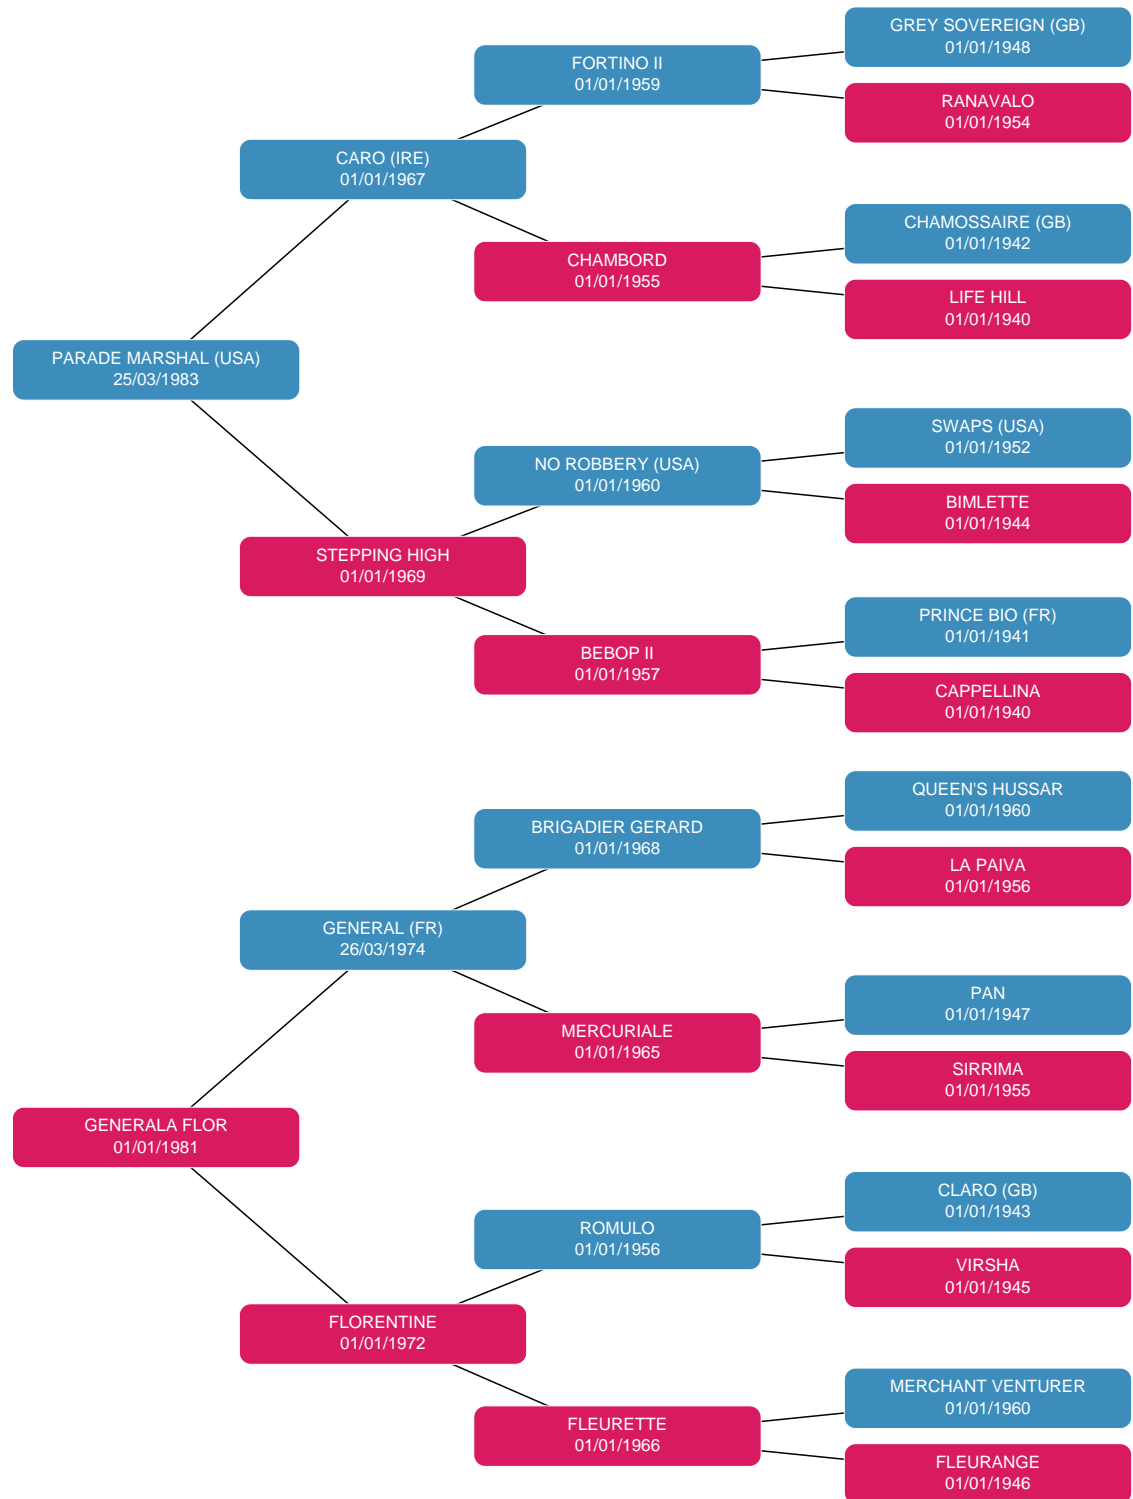 GREY SOVEREIGN (GB)
01/01/1948
FORTINO II
01/01/1959
RANAVALO
01/01/1954
CARO (IRE)
01/01/1967
CHAMOSSAIRE (GB)
01/01/1942
CHAMBORD
01/01/1955
LIFE HILL
01/01/1940
PARADE MARSHAL (USA)
25/03/1983
SWAPS (USA)
01/01/1952
NO ROBBERY (USA)
01/01/1960
BIMLETTE
01/01/1944
STEPPING HIGH
01/01/1969
PRINCE BIO (FR)
01/01/1941
BEBOP II
01/01/1957
CAPPELLINA
01/01/1940
QUEEN'S HUSSAR
01/01/1960
BRIGADIER GERARD
01/01/1968
LA PAIVA
01/01/1956
GENERAL (FR)
26/03/1974
PAN
01/01/1947
MERCURIALE
01/01/1965
SIRRIMA
01/01/1955
GENERALA FLOR
01/01/1981
CLARO (GB)
01/01/1943
ROMULO
01/01/1956
VIRSHA
01/01/1945
FLORENTINE
01/01/1972
MERCHANT VENTURER
01/01/1960
FLEURETTE
01/01/1966
FLEURANGE
01/01/1946